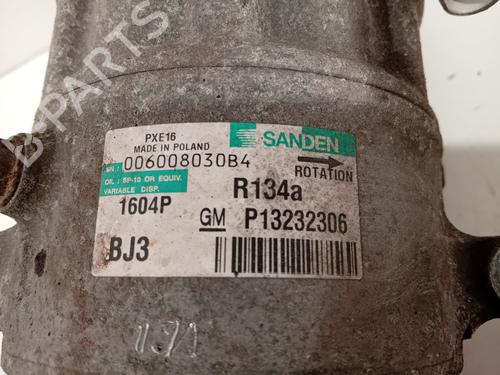 PXE16
MADE IN POLAND
SANDEN
S/N : 006008030B4
ROTATION
OIL : SP-10 OR EQUIV.
VARIABLE DISP.
R134a
1604P
GM P13232306
BJ3